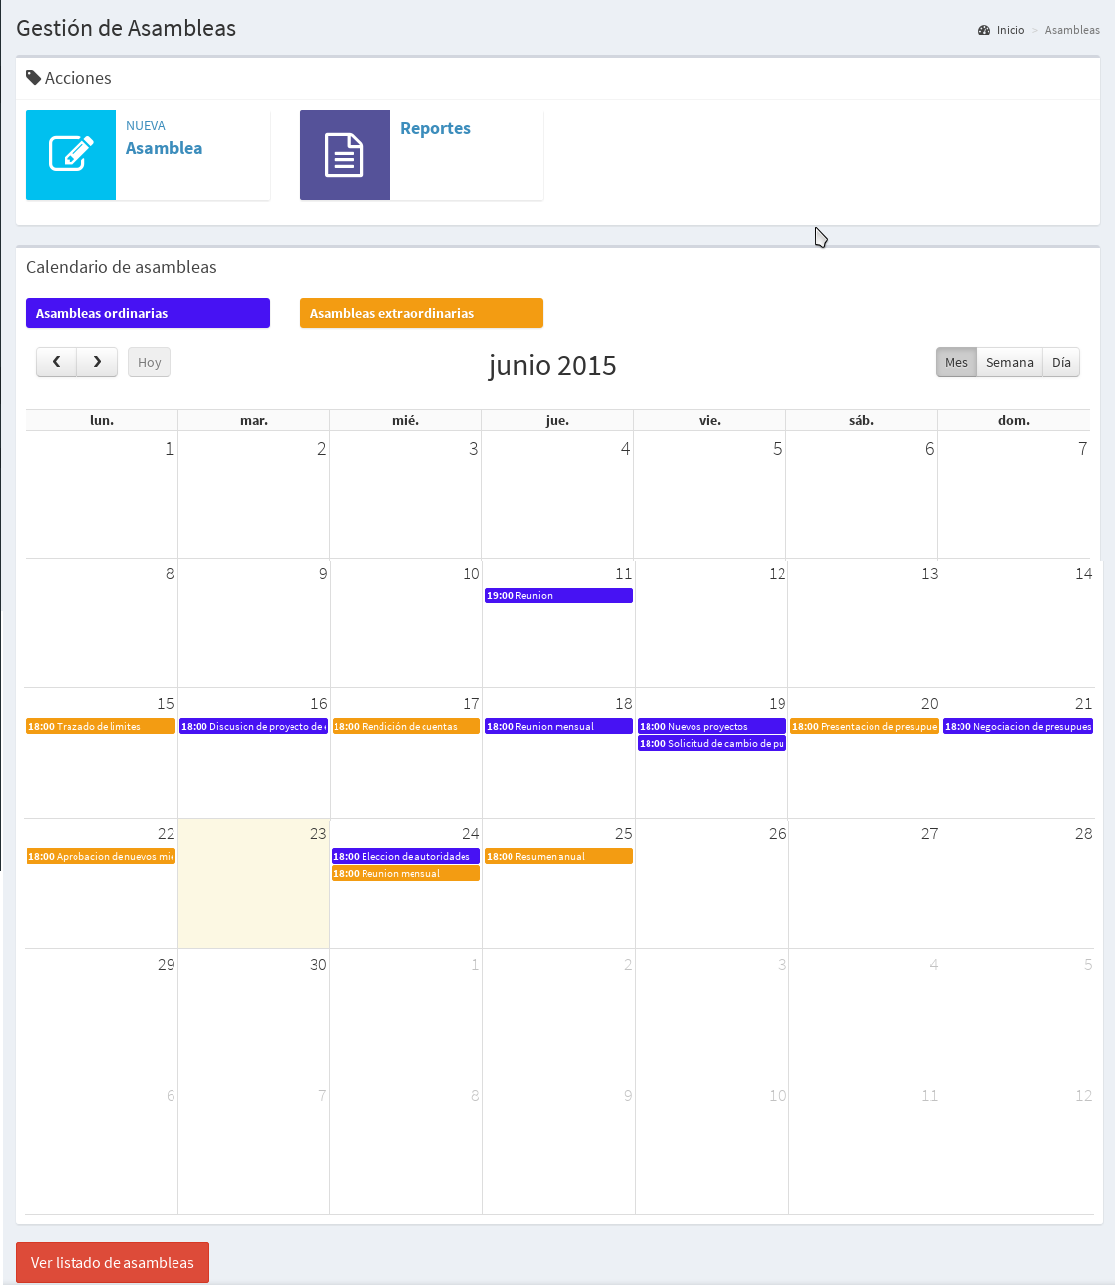 Gestión de Asambleas
Inicio > Asambleas
Acciones
NUEVA
Asamblea
Reportes
Calendario de asambleas
Asambleas ordinarias
Asambleas extraordinarias
Hoy
junio 2015
Mes Semana Día
lun. mar. mié. jue. vie. sáb. dom.
1 2 3 4 5 6 7
8 9 10 11 12 13 14
19:00 Reunion
15 16 17 18 19 20 21
18:00 Trazado de limites
18:00 Discusion de proyecto de
18:00 Rendición de cuentas
18:00 Reunion mensual
18:00 Nuevos proyectos
18:00 Presentacion de presupue
18:00 Negociacion de presupues
18:00 Solicitud de cambio de pu
22 23 24 25 26 27 28
18:00 Aprobacion de nuevos mi
18:00 Eleccion de autoridades
18:00 Resumen anual
18:00 Reunion mensual
29 30 1 2 3 4 5
6 7 8 9 10 11 12
Ver listado de asambleas